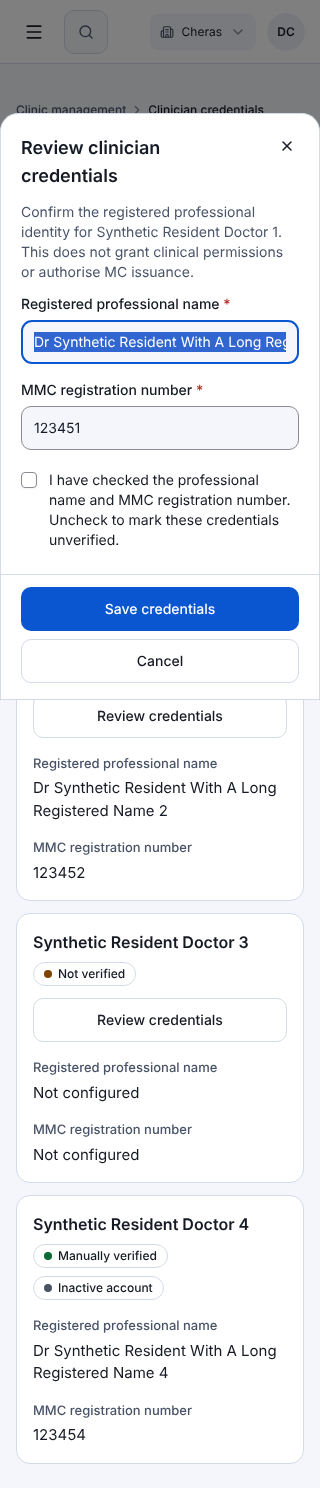 Cheras
DC
Clinic management > Clinician credentials
Review clinician
credentials
Confirm the registered professional
identity for Synthetic Resident Doctor 1.
This does not grant clinical permissions
or authorise MC issuance.
Registered professional name *
Dr Synthetic Resident With A Long Reg
MMC registration number *
123451
I have checked the professional
name and MMC registration number.
Uncheck to mark these credentials
unverified.
Save credentials
Cancel
Review credentials
Registered professional name
Dr Synthetic Resident With A Long
Registered Name 2
MMC registration number
123452
Synthetic Resident Doctor 3
Not verified
Review credentials
Registered professional name
Not configured
MMC registration number
Not configured
Synthetic Resident Doctor 4
Manually verified
Inactive account
Registered professional name
Dr Synthetic Resident With A Long
Registered Name 4
MMC registration number
123454